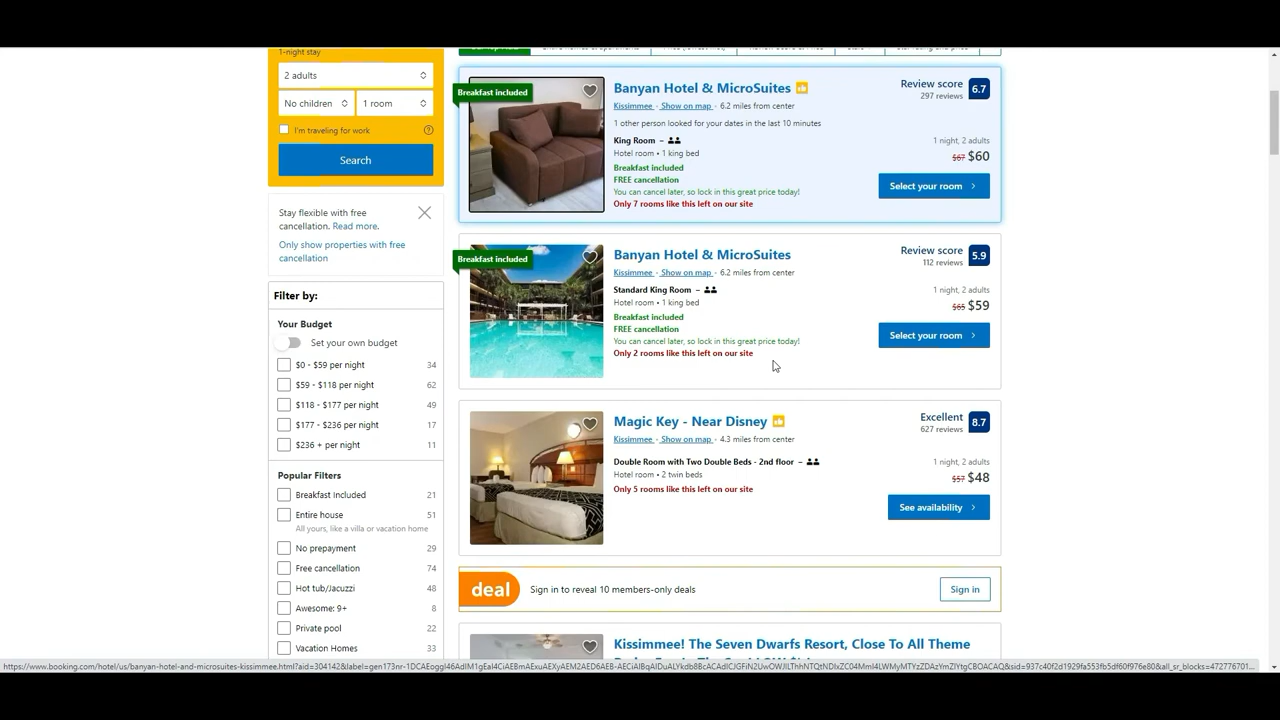 1-night stay
2 adults
No children
1 room
I'm traveling for work
Search
Stay flexible with free
cancellation. Read more.
Only show properties with free
cancellation
Filter by:
Your Budget
Set your own budget
$0 - $59 per night 34
$59 - $118 per night 62
$118 - $177 per night 49
$177 - $236 per night 17
$236 + per night 11
Popular Filters
Breakfast Included 21
Entire house 51
All yours, like a villa or vacation home
No prepayment 29
Free cancellation 74
Hot tub/Jacuzzi 48
Awesome: 9+ 8
Private pool 22
Vacation Homes 33
Breakfast included
Banyan Hotel & MicroSuites
Kissimmee - Show on map - 6.2 miles from center
1 other person looked for your dates in the last 10 minutes
King Room –
Hotel room • 1 king bed
Breakfast included
FREE cancellation
You can cancel later, so lock in this great price today!
Only 7 rooms like this left on our site
Review score 6.7
297 reviews
1 night, 2 adults
$67 $60
Select your room
Breakfast included
Banyan Hotel & MicroSuites
Kissimmee - Show on map - 6.2 miles from center
Standard King Room –
Hotel room • 1 king bed
Breakfast included
FREE cancellation
You can cancel later, so lock in this great price today!
Only 2 rooms like this left on our site
Review score 5.9
112 reviews
1 night, 2 adults
$65 $59
Select your room
Magic Key - Near Disney
Kissimmee - Show on map - 4.3 miles from center
Double Room with Two Double Beds - 2nd floor –
Hotel room • 2 twin beds
Only 5 rooms like this left on our site
Excellent 8.7
627 reviews
1 night, 2 adults
$57 $48
See availability
deal Sign in to reveal 10 members-only deals
Sign in
Kissimmee! The Seven Dwarfs Resort, Close To All Theme